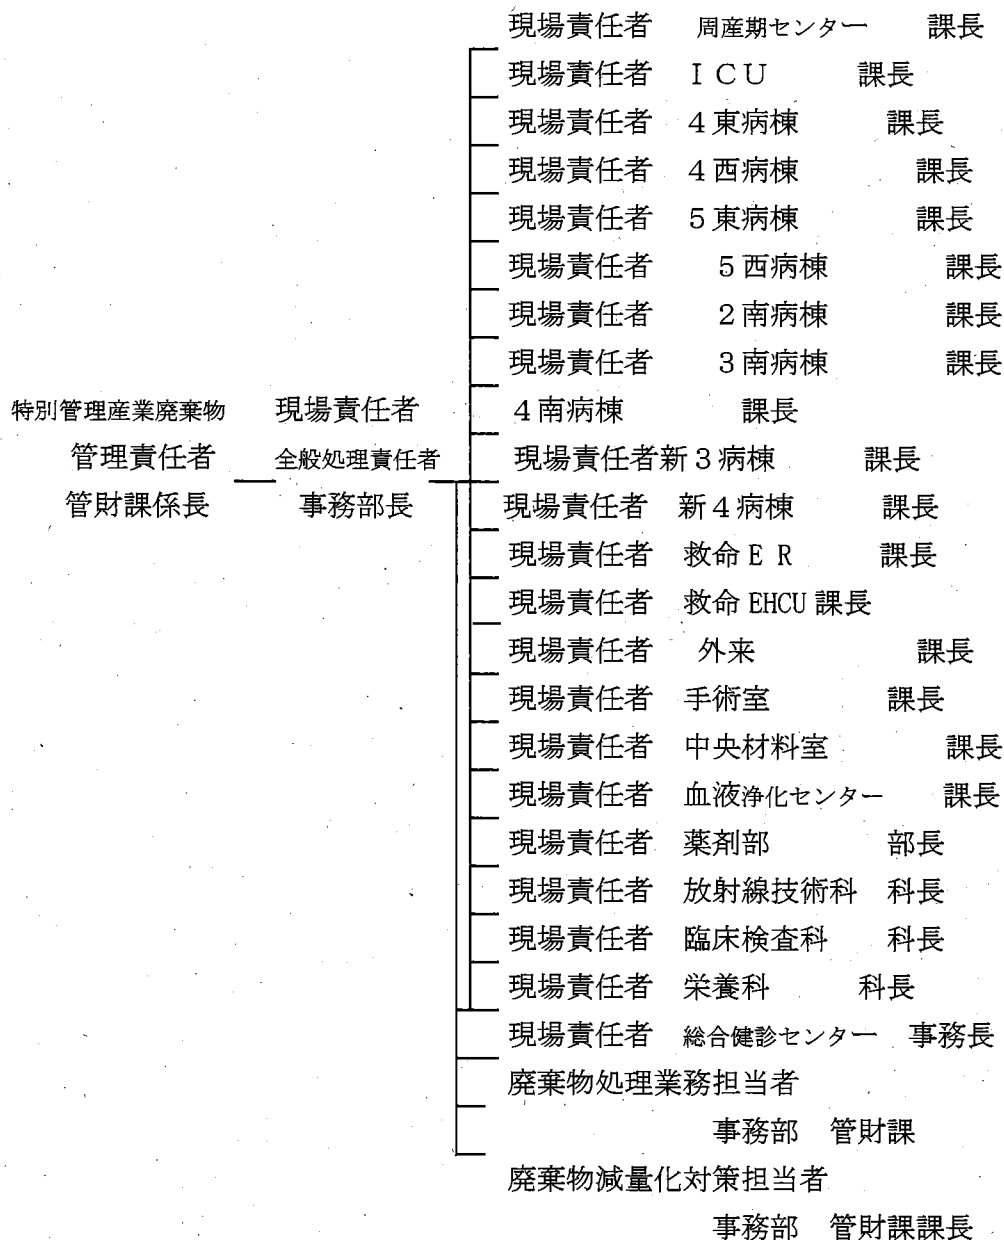 現場責任者 周産期センター 課長
現場責任者 ICU 課長
現場責任者 4東病棟 課長
現場責任者 4西病棟 課長
現場責任者 5東病棟 課長
現場責任者 5西病棟 課長
現場責任者 2南病棟 課長
現場責任者 3南病棟 課長
特別管理産業廃棄物 現場責任者 4南病棟 課長
管理責任者 全般処理責任者 現場責任者新3病棟 課長
管財課係長 事務部長 現場責任者 新4病棟 課長
現場責任者 救命ER 課長
現場責任者 救命EHCU課長
現場責任者 外来 課長
現場責任者 手術室 課長
現場責任者 中央材料室 課長
現場責任者 血液浄化センター 課長
現場責任者 薬剤部 部長
現場責任者 放射線技術科 科長
現場責任者 臨床検査科 科長
現場責任者 栄養科 科長
現場責任者 総合健診センター 事務長
廃棄物処理業務担当者
事務部 管財課
廃棄物減量化対策担当者
事務部 管財課課長